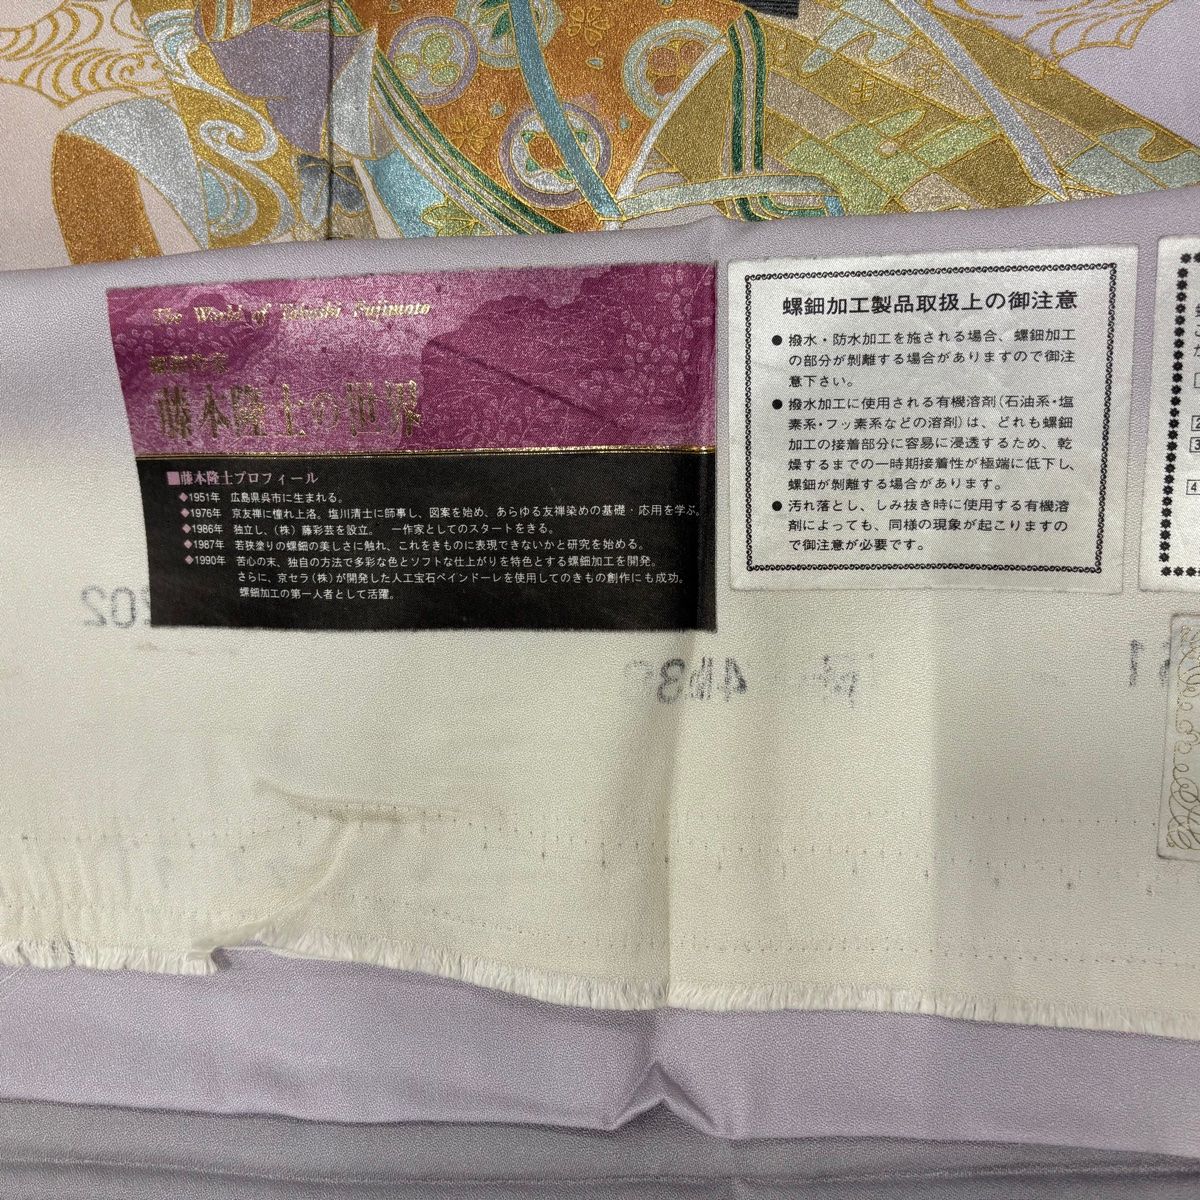 The World of Takashi Fujimoto
螺鈿作家
藤本隆士の世界
■藤本隆士プロフィール
◆1951年 広島県呉市に生まれる。
◆1976年 京友禅に憧れ上洛。塩川清士に師事し、図案を始め、あらゆる友禅染めの基礎・応用を学ぶ。
◆1986年 独立し、(株)藤彩芸を設立。 一作家としてのスタートをきる。
◆1987年 若狭塗りの螺鈿の美しさに触れ、これをきものに表現できないかと研究を始める。
◆1990年 苦心の末、独自の方法で多彩な色とソフトな仕上がりを特色とする螺鈿加工を開発。
さらに、京セラ(株)が開発した人工宝石ペインドーレを使用してのきもの創作にも成功。
螺鈿加工の第一人者として活躍。
螺鈿加工製品取扱上の御注意
●撥水・防水加工を施される場合、螺鈿加工
の部分が剝離する場合がありますので御注
意下さい。
●撥水加工に使用される有機溶剤(石油系・塩
素系・フッ素系などの溶剤)は、どれも螺鈿
加工の接着部分に容易に浸透するため、乾
燥するまでの一時期接着性が極端に低下し、
螺鈿が剝離する場合があります。
●汚れ落とし、しみ抜き時に使用する有機溶
剤によっても、同様の現象が起こりますの
で御注意が必要です。
1
2
3
4